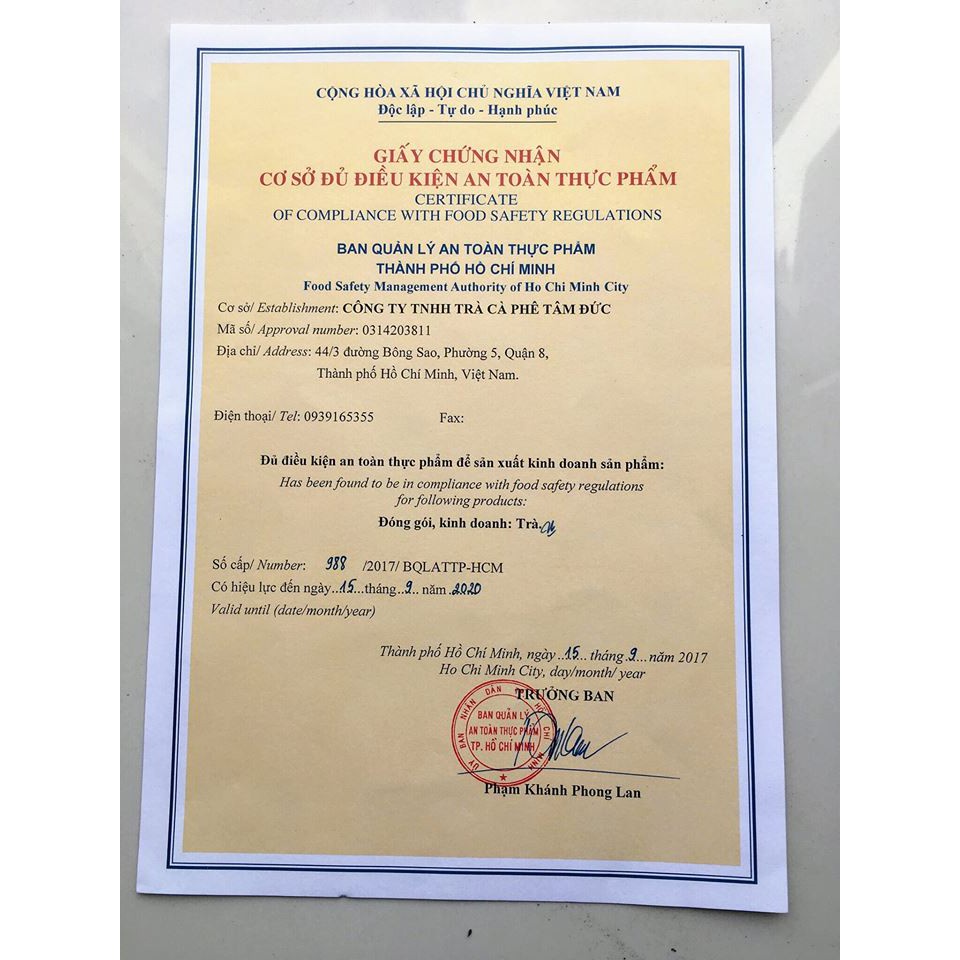 CỘNG HÒA XÃ HỘI CHỦ NGHĨA VIỆT NAM
Độc lập - Tự do - Hạnh phúc
GIẤY CHỨNG NHẬN
CƠ SỞ ĐỦ ĐIỀU KIỆN AN TOÀN THỰC PHẨM
CERTIFICATE
OF COMPLIANCE WITH FOOD SAFETY REGULATIONS
BAN QUẢN LÝ AN TOÀN THỰC PHẨM
THÀNH PHỐ HỒ CHÍ MINH
Food Safety Management Authority of Ho Chi Minh City
Cơ sở/ Establishment: CÔNG TY TNHH TRÀ CÀ PHÊ TÂM ĐỨC
Mã số/ Approval number: 0314203811
Địa chỉ/ Address: 44/3 đường Bông Sao, Phường 5, Quận 8,
Thành phố Hồ Chí Minh, Việt Nam.
Điện thoại/ Tel: 0939165355 Fax:
Đủ điều kiện an toàn thực phẩm để sản xuất kinh doanh sản phẩm:
Has been found to be in compliance with food safety regulations
for following products:
Đóng gói, kinh doanh: Trà.
Số cấp/ Number: 988 /2017/ BQLATTP-HCM
Có hiệu lực đến ngày..15...tháng..9.. năm .2020
Valid until (date/month/year)
Thành phố Hồ Chí Minh, ngày ..15... tháng .9... năm 2017
Ho Chi Minh City, day/month/ year
TRƯỞNG BAN
ỦY BAN NHÂN DÂN TP HỒ CHÍ MINH
BAN QUẢN LÝ
AN TOÀN THỰC PHẨM
TP. HỒ CHÍ MINH
Phạm Khánh Phong Lan